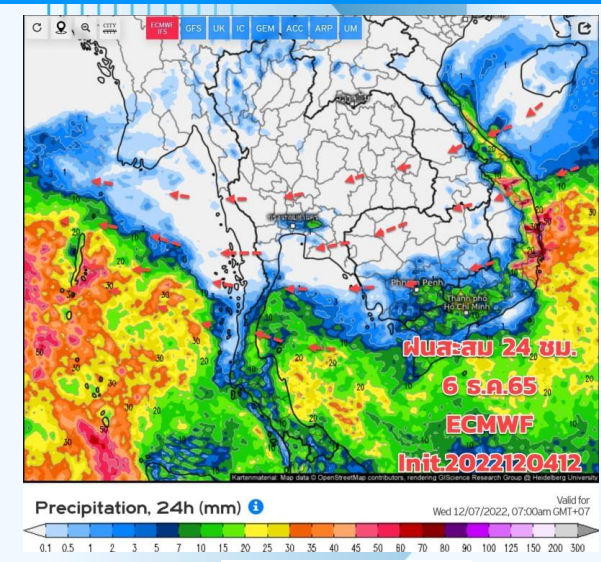 CITY
CITY
ECMWF IFS
GFS
UK
IC
GEM
ACC
ARP
UM
Phnom Penh
Thành phố
Hồ Chí Minh
ฝนสะสม 24 ชม.
6 ธ.ค.65
ECMWF
Init.2022120412
Kartenmaterial: Map data © OpenStreetMap contributors, rendering GIScience Research Group @ Heidelberg University
Precipitation, 24h (mm)
Valid for
Wed 12/07/2022, 07:00am GMT+07
0.1 0.5 1 2 3 5 7 10 15 20 25 30 35 40 45 50 60 70 80 90 100 125 150 200 300